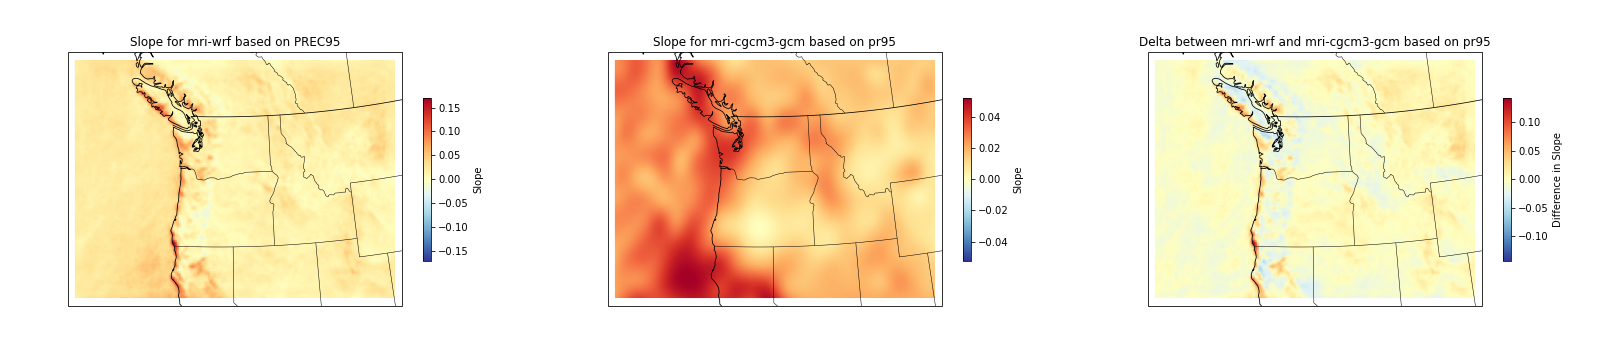 Slope for mri-wrf based on PREC95
0.15
0.10
0.05
0.00
−0.05
−0.10
−0.15
Slope
Slope for mri-cgcm3-gcm based on pr95
0.04
0.02
0.00
−0.02
−0.04
Slope
Delta between mri-wrf and mri-cgcm3-gcm based on pr95
0.10
0.05
0.00
−0.05
−0.10
Difference in Slope